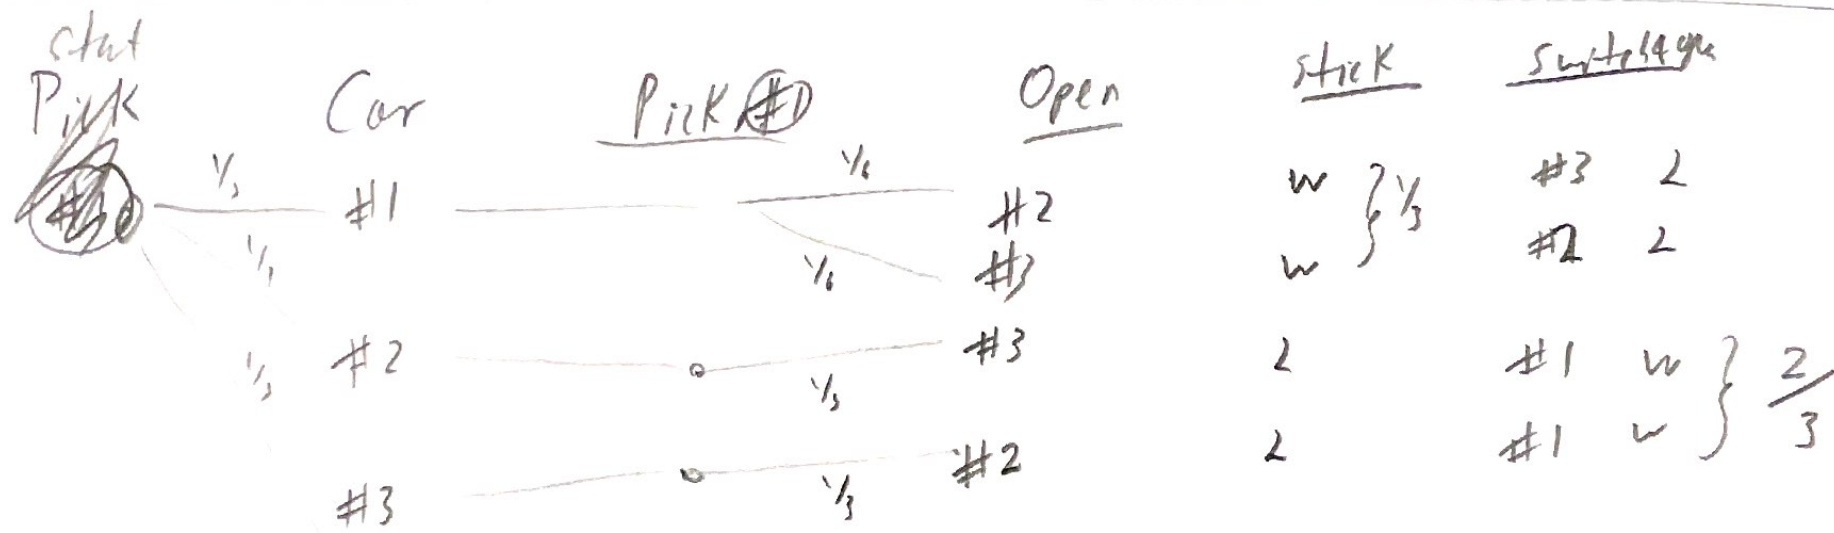 start
Pick Car Pick #1 Open stick
1/3 #1 1/6 #2 w } 1/3 #3 L
1/3 1/6 #3 w #2 L
1/3 #2 1/3 #3 L #1 w } 2/3
#3 1/3 #2 L #1 w